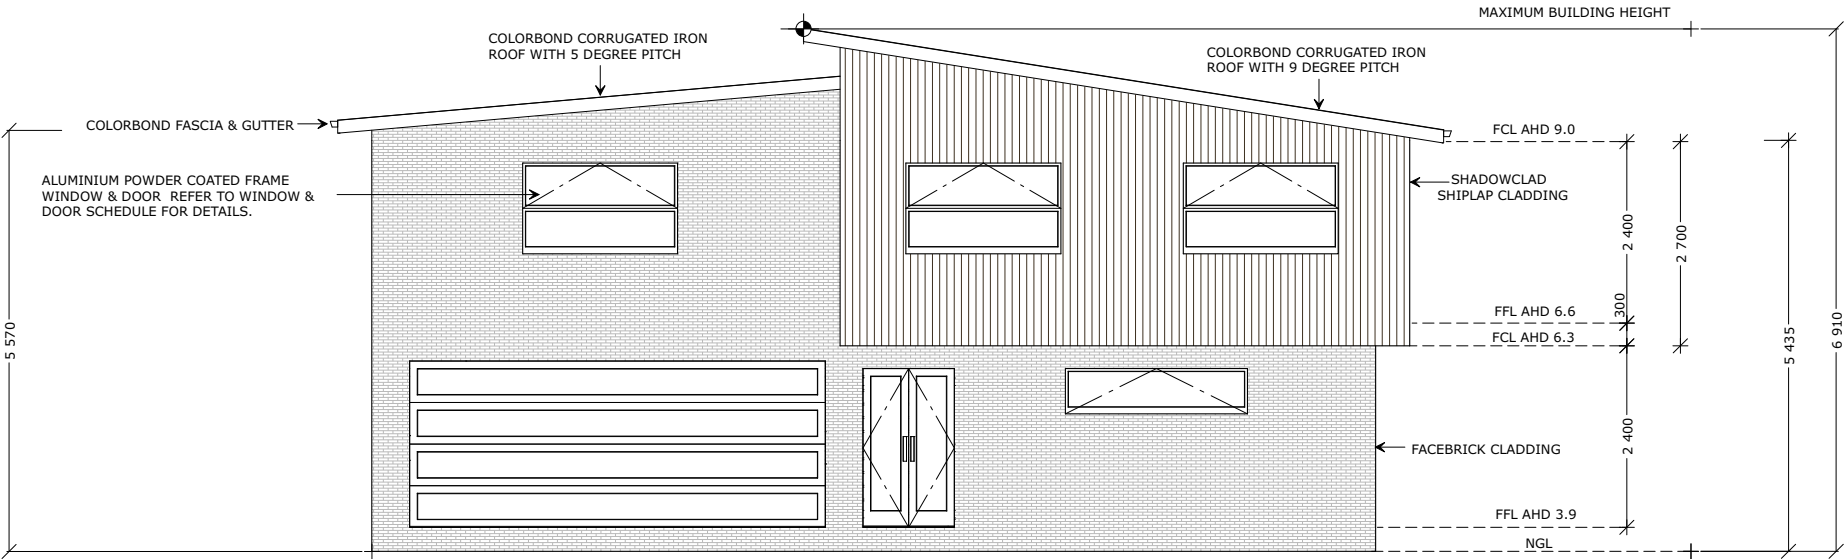 MAXIMUM BUILDING HEIGHT
COLORBOND CORRUGATED IRON
ROOF WITH 5 DEGREE PITCH
COLORBOND CORRUGATED IRON
ROOF WITH 9 DEGREE PITCH
COLORBOND FASCIA & GUTTER
FCL AHD 9.0
ALUMINIUM POWDER COATED FRAME
WINDOW & DOOR REFER TO WINDOW &
DOOR SCHEDULE FOR DETAILS.
SHADOWCLAD
SHIPLAP CLADDING
2 400
2 700
FFL AHD 6.6
300
FCL AHD 6.3
5 570
5 435
6 910
2 400
FACEBRICK CLADDING
FFL AHD 3.9
NGL